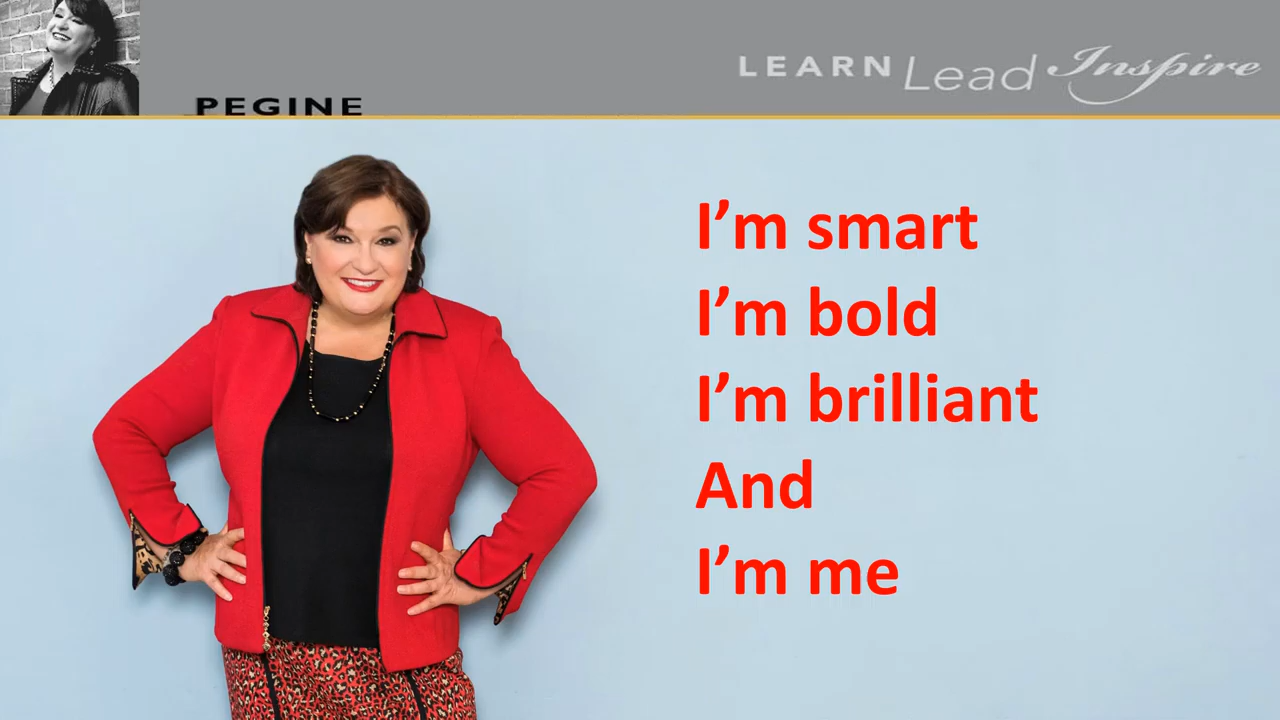 LEARN Lead Inspire
PEGINE
I'm smart
I'm bold
I'm brilliant
And
I'm me